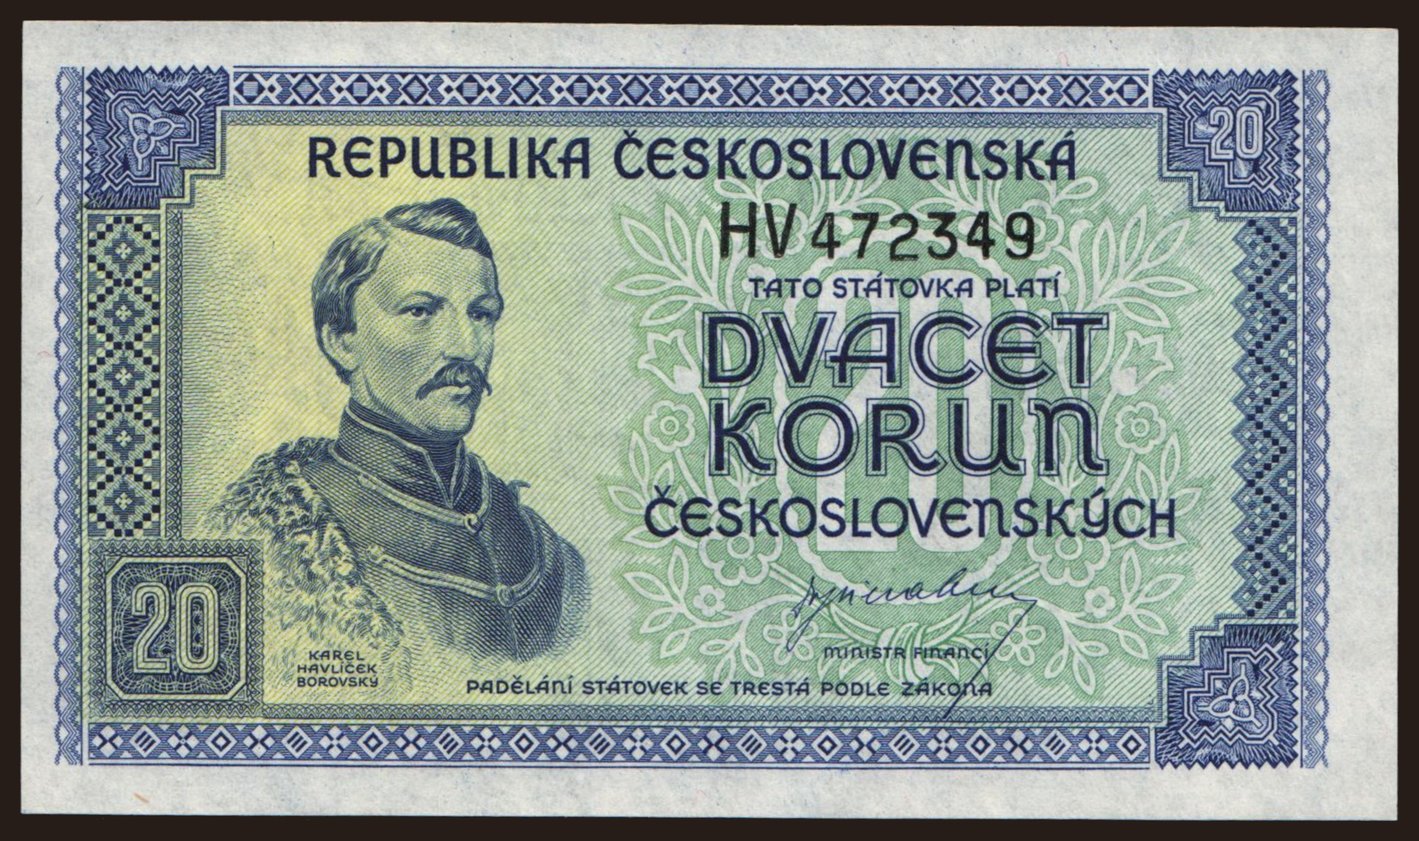 20
REPUBLIKA ČESKOSLOVENSKÁ
HV 472349
TATO STÁTOVKA PLATÍ
DVACET
KORUN
ČESKOSLOVENSKÝCH
20
20
KAREL
HAVLÍČEK
BOROVSKÝ
MINISTR FINANCÍ
PADĚLÁNÍ STÁTOVEK SE TRESTÁ PODLE ZÁKONA